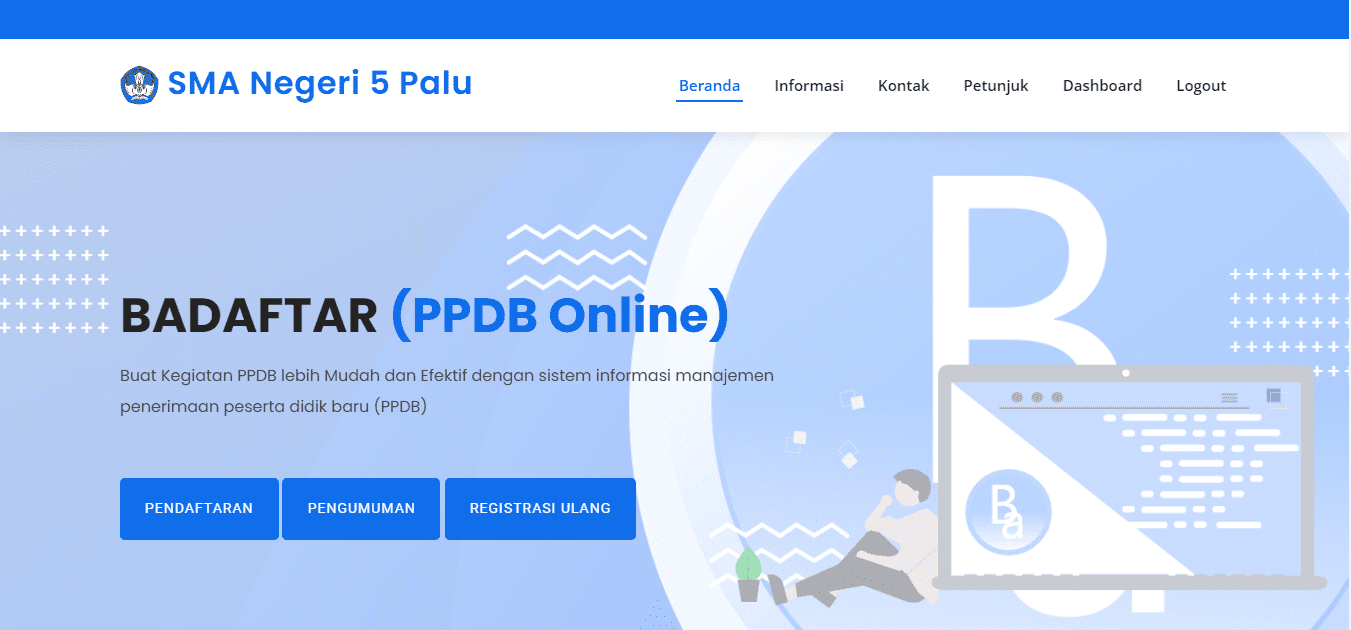 SMA Negeri 5 Palu
Beranda Informasi Kontak Petunjuk Dashboard Logout
BADAFTAR (PPDB Online)
Buat Kegiatan PPDB lebih Mudah dan Efektif dengan sistem informasi manajemen
penerimaan peserta didik baru (PPDB)
PENDAFTARAN PENGUMUMAN REGISTRASI ULANG
B
Ba